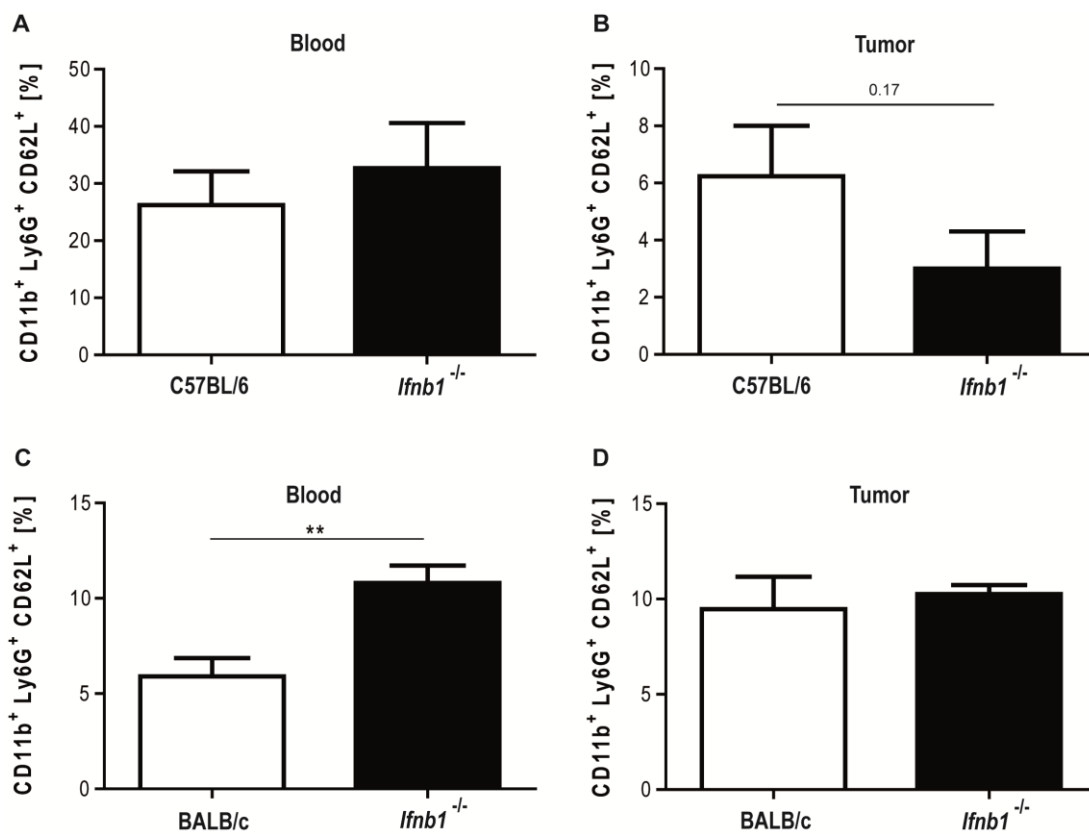 A
Blood
CD11b⁺ Ly6G⁺ CD62L⁺ [%]
50
40
30
20
10
0
C57BL/6
Ifnb1 -/-
B
Tumor
CD11b⁺ Ly6G⁺ CD62L⁺ [%]
10
8
6
4
2
0
0.17
C57BL/6
Ifnb1 -/-
C
Blood
CD11b⁺ Ly6G⁺ CD62L⁺ [%]
15
10
5
0
**
BALB/c
Ifnb1 -/-
D
Tumor
CD11b⁺ Ly6G⁺ CD62L⁺ [%]
15
10
5
0
BALB/c
Ifnb1 -/-